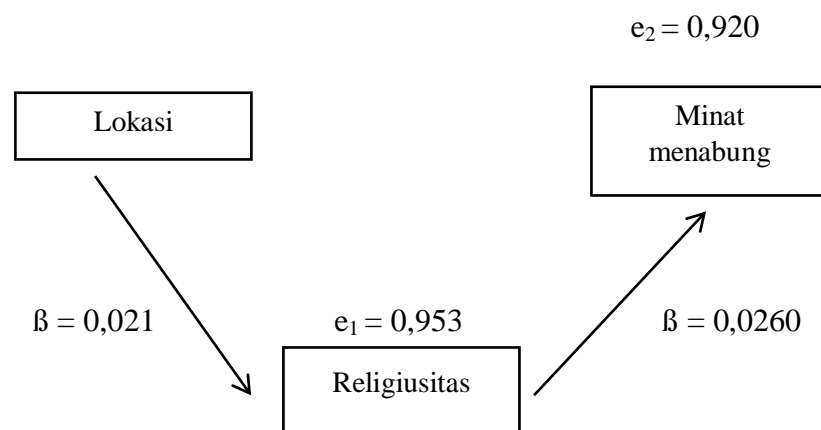 e₂ = 0,920
Lokasi
Minat
menabung
ß = 0,021
e₁ = 0,953
ß = 0,0260
Religiusitas